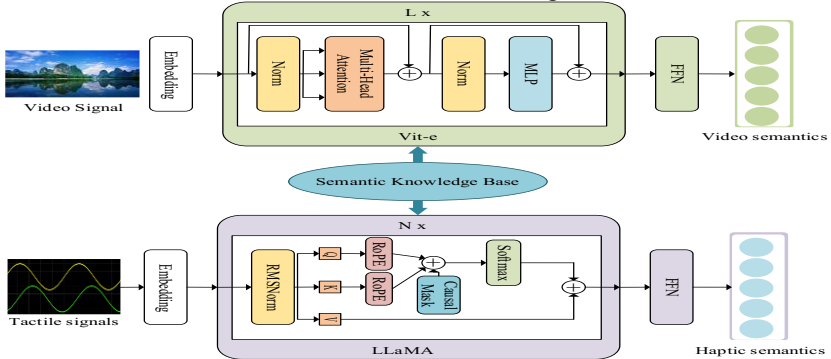 L x
Embedding
Norm
Multi-Head
Attention
Norm
MLP
FFN
Video Signal
Vit-e
Video semantics
Semantic Knowledge Base
N x
Embedding
RMSNorm
Q
K
V
RoPE
RoPE
Causal
Mask
Softmax
FFN
Tactile signals
LLaMA
Haptic semantics